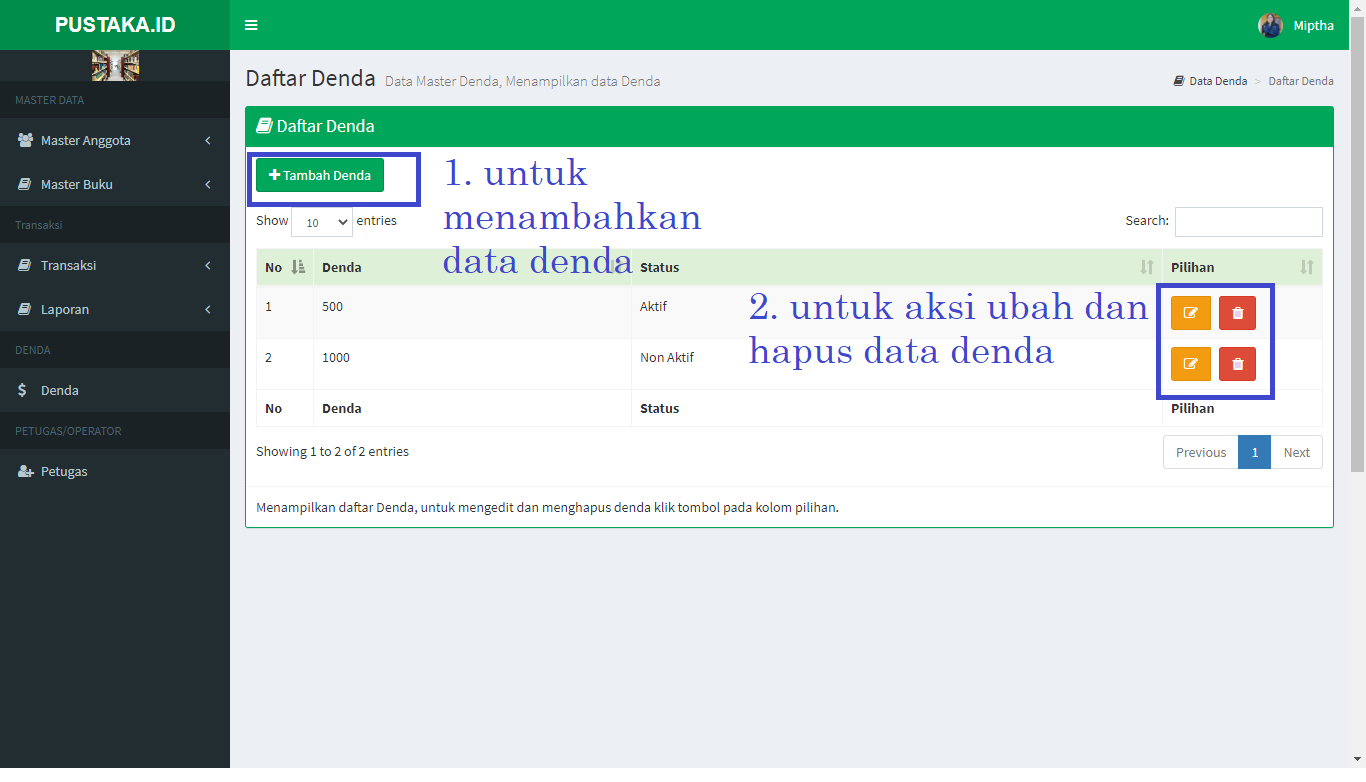 PUSTAKA.ID
Miptha
MASTER DATA
Master Anggota
Master Buku
Transaksi
Transaksi
Laporan
DENDA
Denda
PETUGAS/OPERATOR
Petugas
Daftar Denda Data Master Denda, Menampilkan data Denda
Data Denda > Daftar Denda
Daftar Denda
Tambah Denda
1. untuk
menambahkan
data denda
Show 10 entries
Search:
No Denda Status Pilihan
1 500 Aktif
2 1000 Non Aktif
2. untuk aksi ubah dan
hapus data denda
No Denda Status Pilihan
Showing 1 to 2 of 2 entries
Previous 1 Next
Menampilkan daftar Denda, untuk mengedit dan menghapus denda klik tombol pada kolom pilihan.